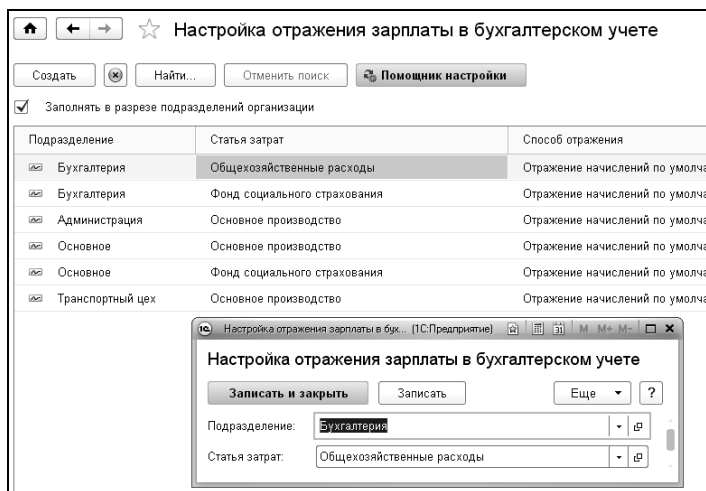 Настройка отражения зарплаты в бухгалтерском учете
Создать Найти... Отменить поиск Помощник настройки
Заполнять в разрезе подразделений организации
Подразделение Статья затрат Способ отражения
Бухгалтерия Общехозяйственные расходы Отражение начислений по умолча
Бухгалтерия Фонд социального страхования Отражение начислений по умолча
Администрация Основное производство Отражение начислений по умолча
Основное Основное производство Отражение начислений по умолча
Основное Фонд социального страхования Отражение начислений по умолча
Транспортный цех Основное производство Отражение начислений по умолча
1С Настройка отражения зарплаты в бух... (1С:Предприятие) 31 M M+ M-
Настройка отражения зарплаты в бухгалтерском учете
Записать и закрыть Записать Еще ?
Подразделение: Бухгалтерия
Статья затрат: Общехозяйственные расходы